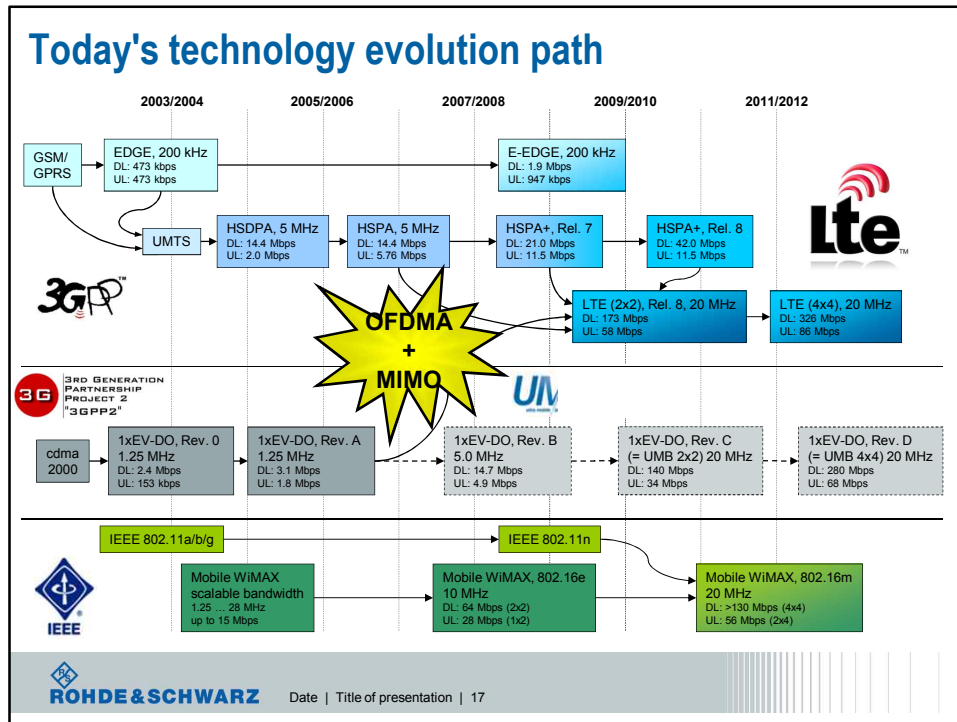 Today's technology evolution path
2003/2004
2005/2006
2007/2008
2009/2010
2011/2012
GSM/
GPRS
EDGE, 200 kHz
DL: 473 kbps
UL: 473 kbps
E-EDGE, 200 kHz
DL: 1.9 Mbps
UL: 947 kbps
UMTS
HSDPA, 5 MHz
DL: 14.4 Mbps
UL: 2.0 Mbps
HSPA, 5 MHz
DL: 14.4 Mbps
UL: 5.76 Mbps
HSPA+, Rel. 7
DL: 21.0 Mbps
UL: 11.5 Mbps
HSPA+, Rel. 8
DL: 42.0 Mbps
UL: 11.5 Mbps
Lte™
3GPP™
LTE (2x2), Rel. 8, 20 MHz
DL: 173 Mbps
UL: 58 Mbps
LTE (4x4), 20 MHz
DL: 326 Mbps
UL: 86 Mbps
OFDMA
+
MIMO
3G
3RD GENERATION
PARTNERSHIP
PROJECT 2
"3GPP2"
UM
cdma
2000
1xEV-DO, Rev. 0
1.25 MHz
DL: 2.4 Mbps
UL: 153 kbps
1xEV-DO, Rev. A
1.25 MHz
DL: 3.1 Mbps
UL: 1.8 Mbps
1xEV-DO, Rev. B
5.0 MHz
DL: 14.7 Mbps
UL: 4.9 Mbps
1xEV-DO, Rev. C
(= UMB 2x2) 20 MHz
DL: 140 Mbps
UL: 34 Mbps
1xEV-DO, Rev. D
(= UMB 4x4) 20 MHz
DL: 280 Mbps
UL: 68 Mbps
IEEE 802.11a/b/g
IEEE 802.11n
IEEE
Mobile WiMAX
scalable bandwidth
1.25 … 28 MHz
up to 15 Mbps
Mobile WiMAX, 802.16e
10 MHz
DL: 64 Mbps (2x2)
UL: 28 Mbps (1x2)
Mobile WiMAX, 802.16m
20 MHz
DL: >130 Mbps (4x4)
UL: 56 Mbps (2x4)
R&S
ROHDE&SCHWARZ
Date | Title of presentation | 17